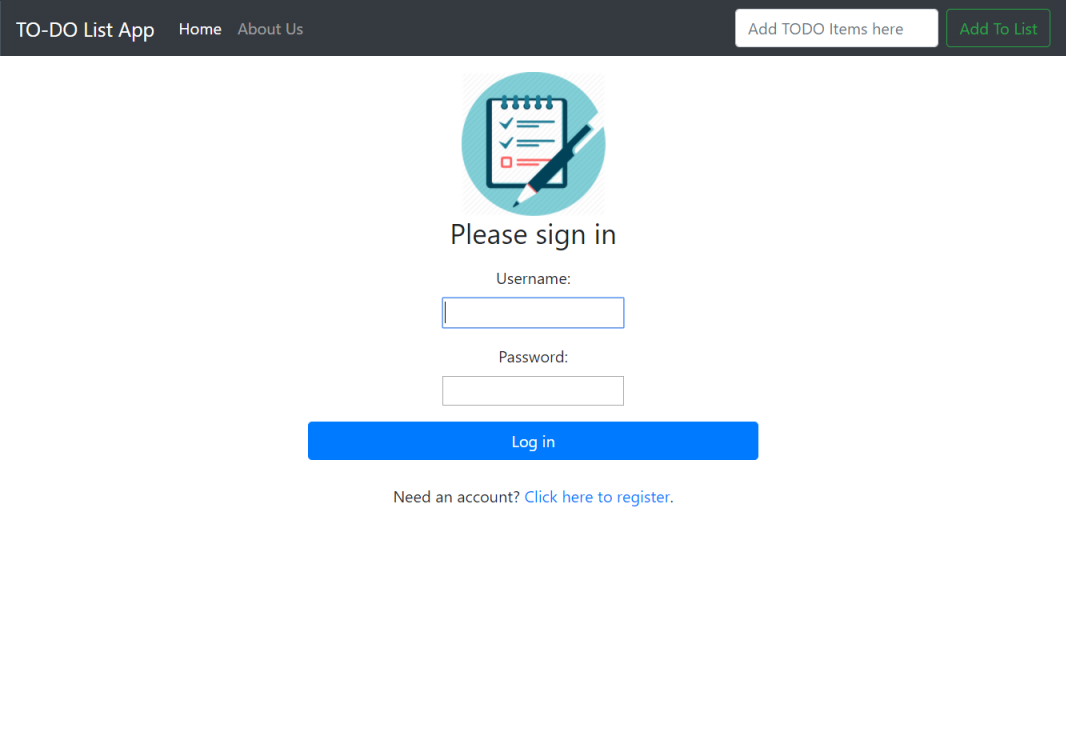 TO-DO List App Home About Us Add TODO Items here Add To List
Please sign in
Username:
Password:
Log in
Need an account? Click here to register.